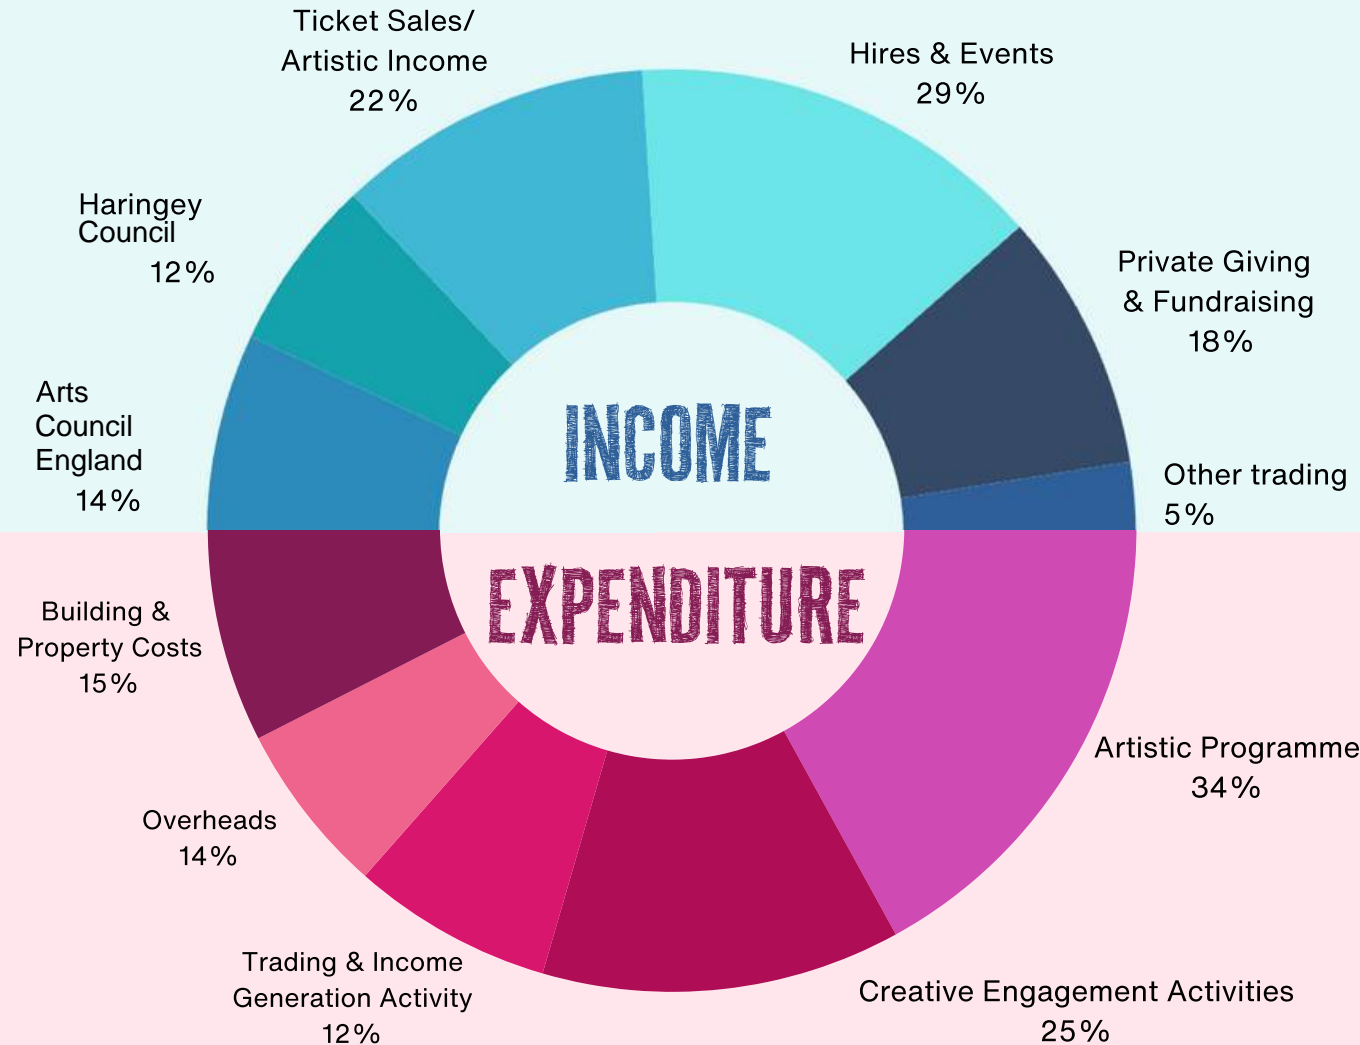 Ticket Sales/
Artistic Income
22%
Hires & Events
29%
Haringey
Council
12%
Private Giving
& Fundraising
18%
Arts
Council
England
14%
Other trading
5%
INCOME
EXPENDITURE
Building &
Property Costs
15%
Artistic Programme
34%
Overheads
14%
Trading & Income
Generation Activity
12%
Creative Engagement Activities
25%